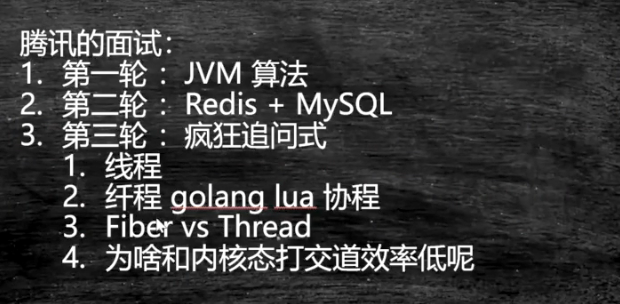 腾讯的面试：
1. 第一轮 ：JVM 算法
2. 第二轮 ：Redis + MySQL
3. 第三轮 ：疯狂追问式
1. 线程
2. 纤程 golang lua 协程
3. Fiber vs Thread
4. 为啥和内核态打交道效率低呢